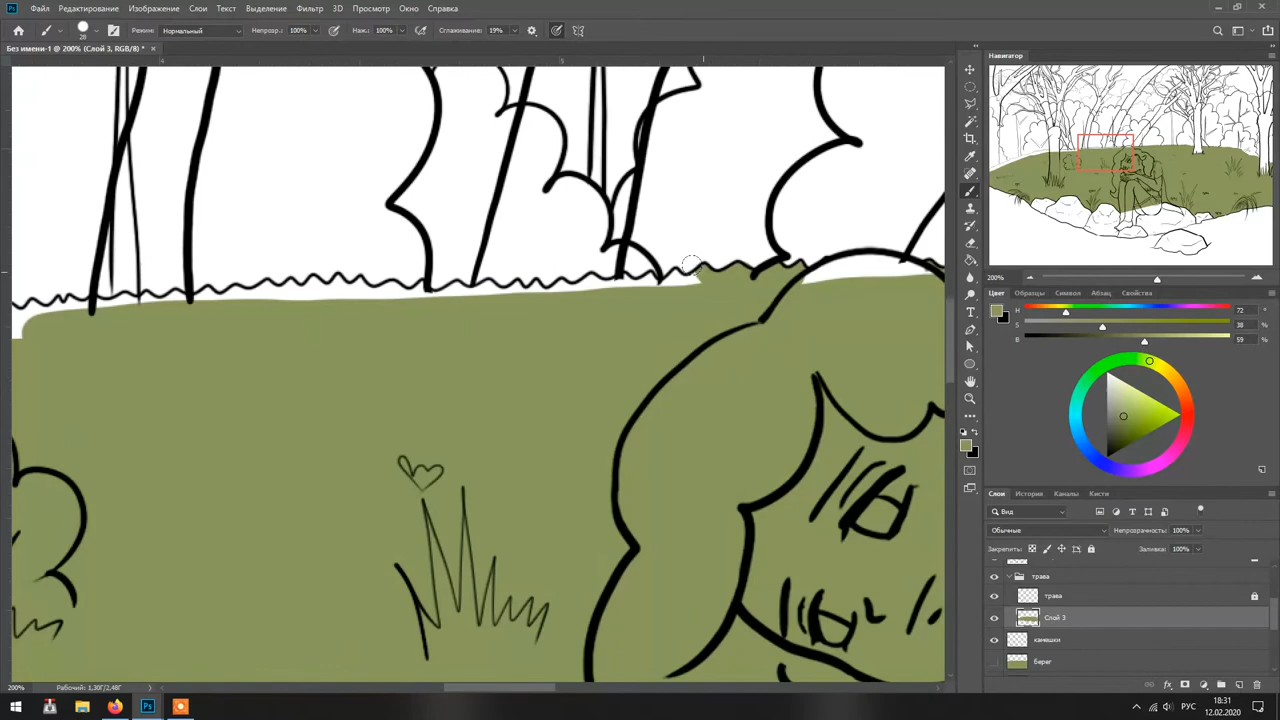 Файл Редактирование Изображение Слои Текст Выделение Фильтр 3D Просмотр Окно Справка
Режим: Нормальный Непрозр.: 100% Наж.: 100% Сглаживание: 19%
Без имени-1 @ 200% (Слой 3, RGB/8) *
4 5
Навигатор
200%
Цвет Образцы Символ Абзац Свойства
H 72 °
S 38 %
B 59 %
Слои История Каналы Кисти
Вид
Обычные Непрозрачность: 100%
Закрепить: Заливка: 100%
трава
трава
Слой 3
камешки
берег
200% Рабочий: 1,30Г/2,48Г
РУС 18:31
12.02.2020